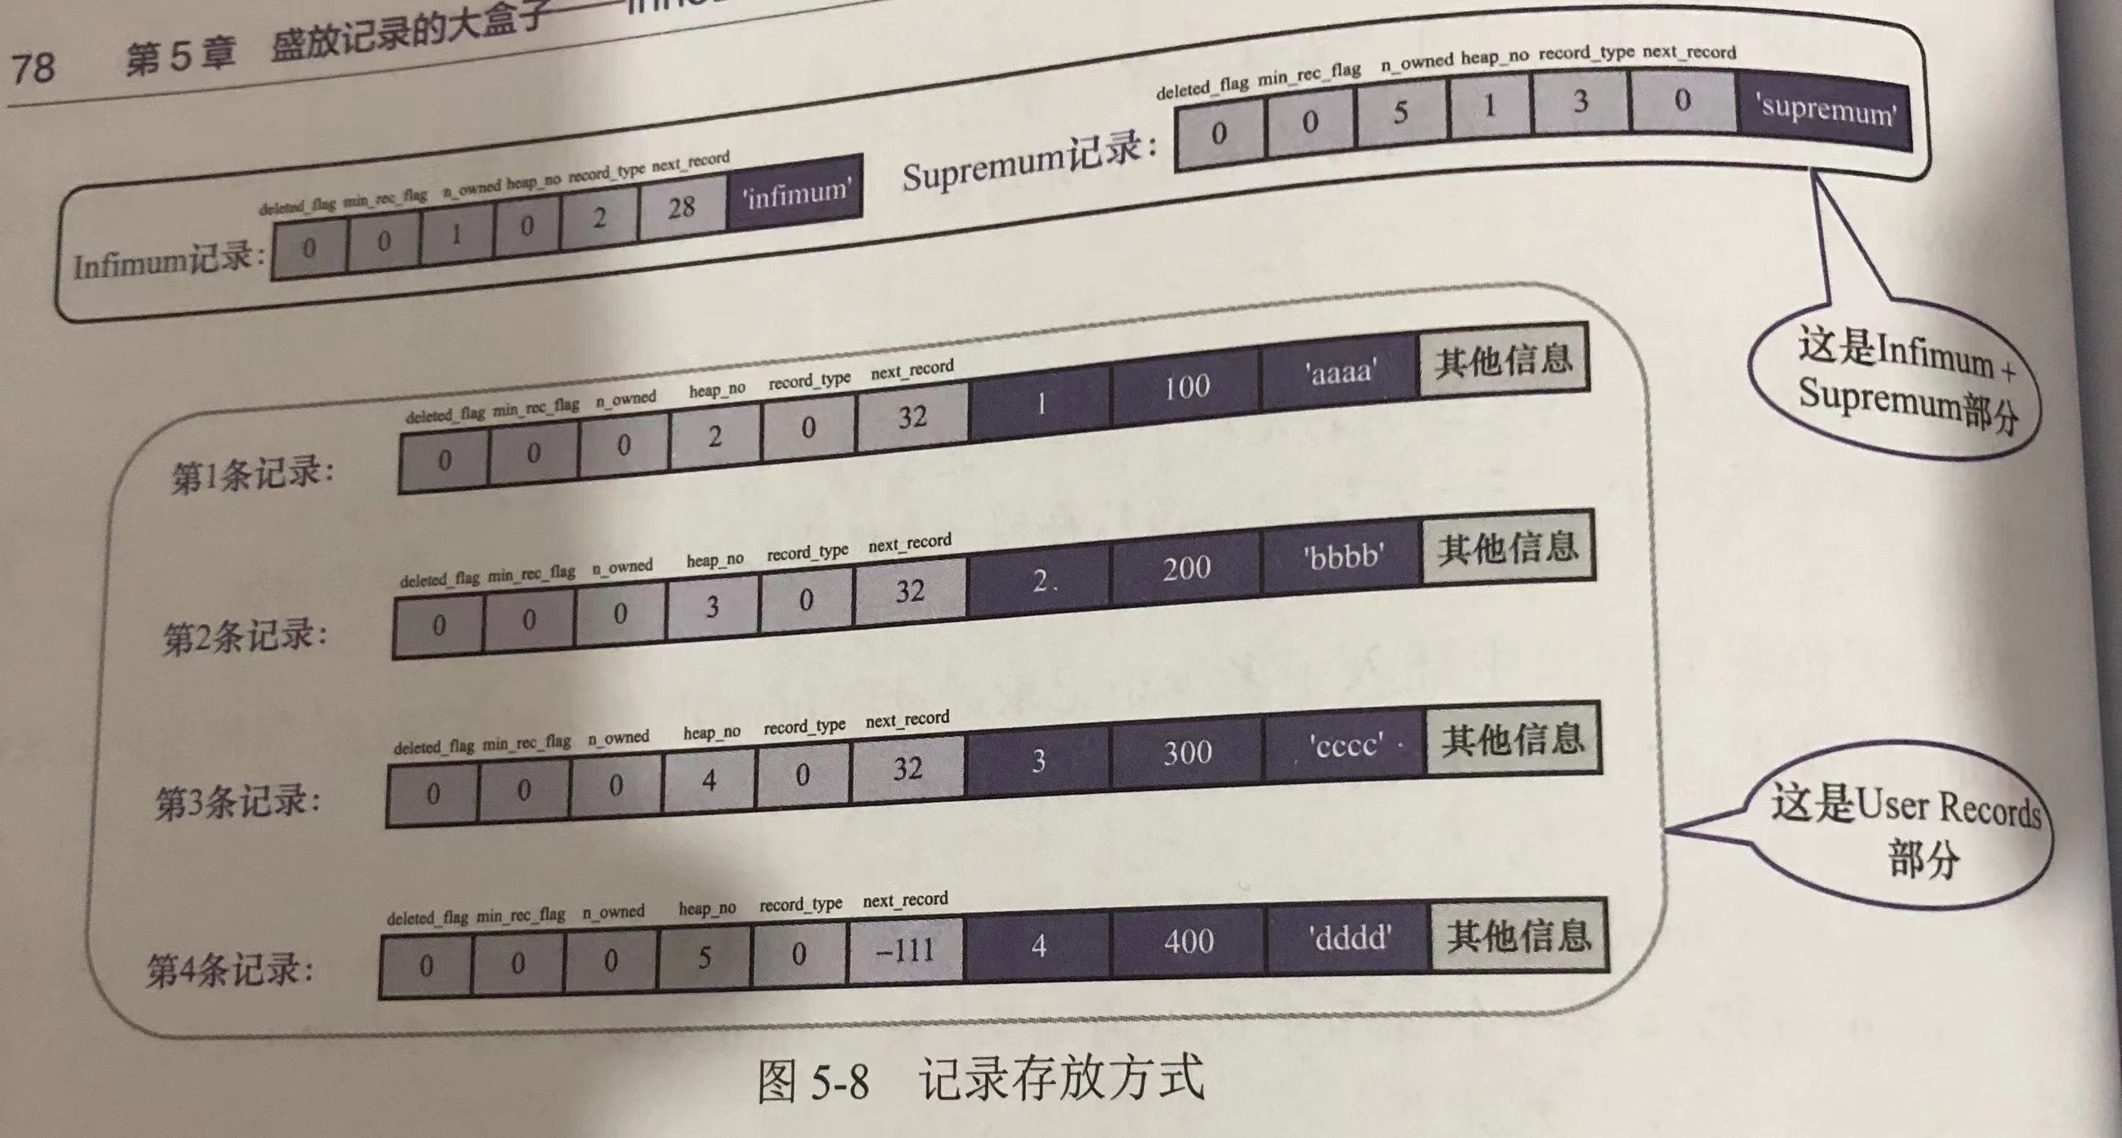 78 第5章 盛放记录的大盒子
deleted_flag min_rec_flag n_owned heap_no record_type next_record
Supremum记录: 0 0 5 1 3 0 'supremum'
deleted_flag min_rec_flag n_owned heap_no record_type next_record
Infimum记录: 0 0 1 0 2 28 'infimum'
这是Infimum +
Supremum部分
deleted_flag min_rec_flag n_owned heap_no record_type next_record
第1条记录: 0 0 0 2 0 32 1 100 'aaaa' 其他信息
deleted_flag min_rec_flag n_owned heap_no record_type next_record
第2条记录: 0 0 0 3 0 32 2 200 'bbbb' 其他信息
deleted_flag min_rec_flag n_owned heap_no record_type next_record
第3条记录: 0 0 0 4 0 32 3 300 'cccc' 其他信息
这是User Records
部分
deleted_flag min_rec_flag n_owned heap_no record_type next_record
第4条记录: 0 0 0 5 0 -111 4 400 'dddd' 其他信息
图 5-8 记录存放方式